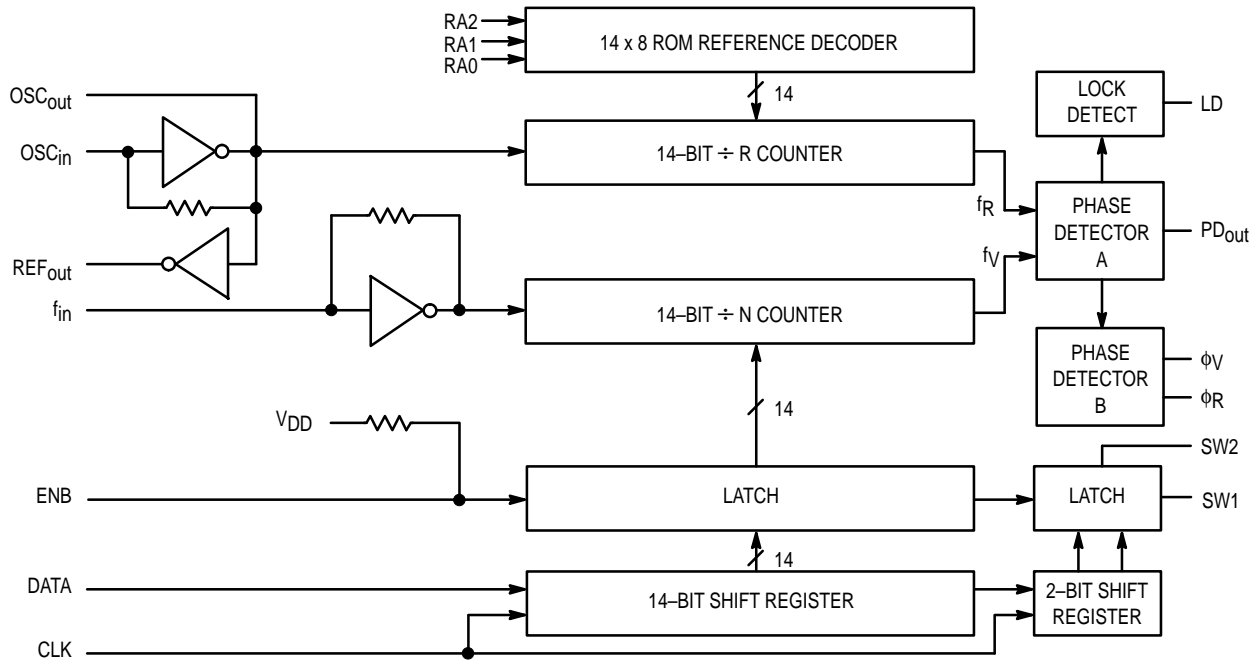 RA2
RA1
RA0
14 x 8 ROM REFERENCE DECODER
14
OSCout
OSCin
REFout
fin
14–BIT ÷ R COUNTER
fR
fV
14–BIT ÷ N COUNTER
LOCK
DETECT
LD
PHASE
DETECTOR
A
PDout
PHASE
DETECTOR
B
ϕV
ϕR
14
VDD
ENB
LATCH
LATCH
SW2
SW1
14
DATA
14–BIT SHIFT REGISTER
2–BIT SHIFT
REGISTER
CLK